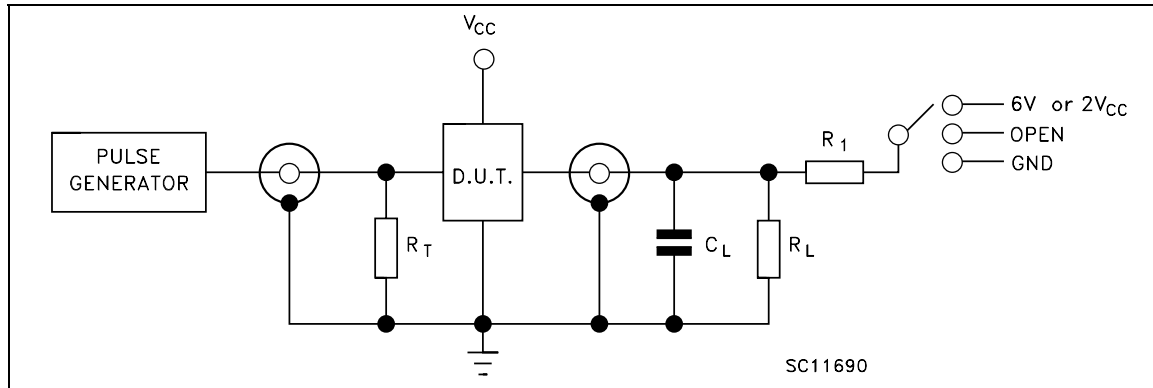 VCC
PULSE
GENERATOR
D.U.T.
RT
CL
RL
R1
6V or 2VCC
OPEN
GND
SC11690